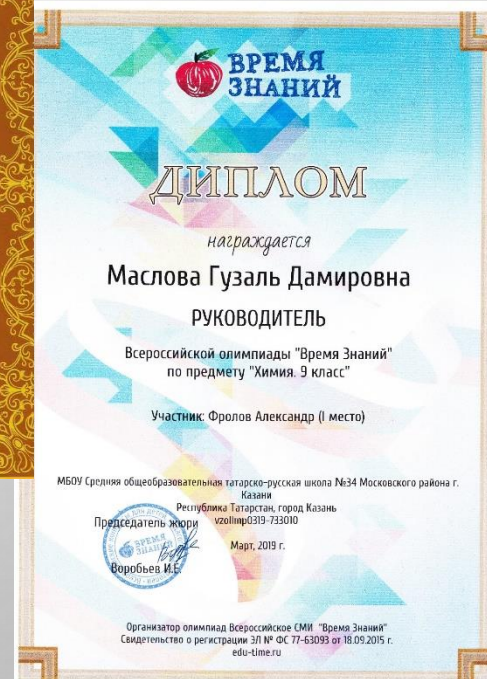 ВРЕМЯ
ЗНАНИЙ
ДИПЛОМ
награждается
Маслова Гузаль Дамировна
РУКОВОДИТЕЛЬ
Всероссийской олимпиады "Время Знаний"
по предмету "Химия. 9 класс"
Участник: Фролов Александр (I место)
МБОУ Средняя общеобразовательная татарско-русская школа №34 Московского района г.
Казани
Республика Татарстан, город Казань
vzolimp0319-733010
Председатель жюри
ВРЕМЯ
ЗНАНИЙ
Март, 2019 г.
Воробьев И.Е.
Организатор олимпиад Всероссийское СМИ "Время Знаний"
Свидетельство о регистрации ЭЛ № ФС 77-63093 от 18.09.2015 г.
edu-time.ru